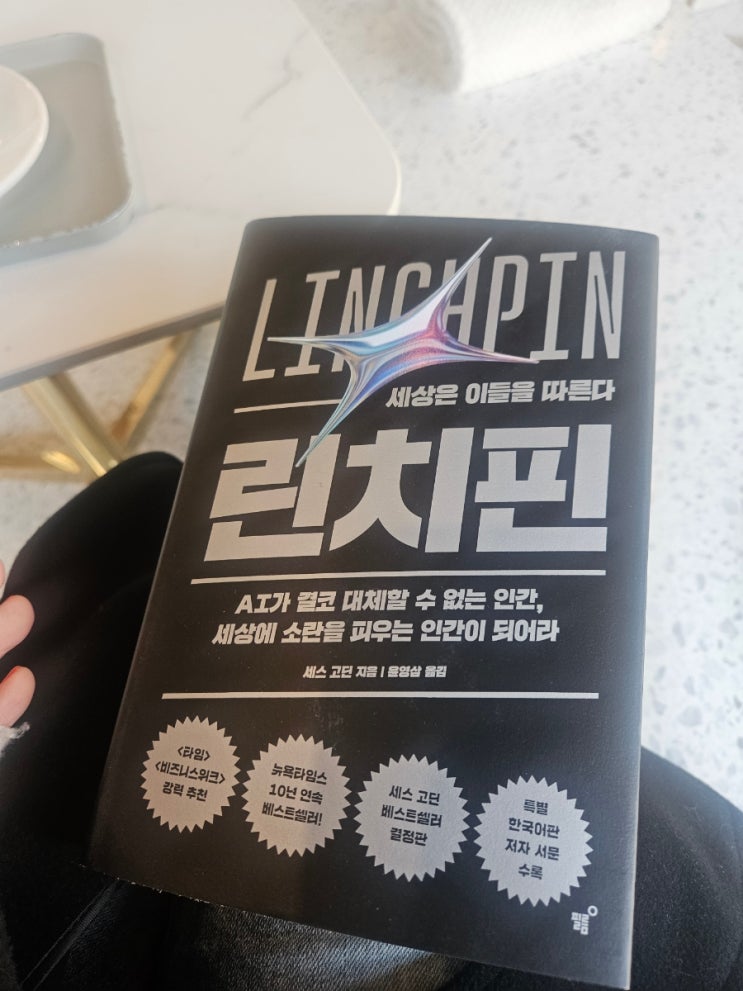 LINCHPIN
세상은 이들을 따른다
린치핀
AI가 결코 대체할 수 없는 인간,
세상에 소란을 피우는 인간이 되어라
세스 고딘 지음 | 윤영삼 옮김
<타임>
<비즈니스위크>
강력 추천
뉴욕타임스
10년 연속
베스트셀러!
세스 고딘
베스트셀러
결정판
특별
한국어판
저자 서문
수록
필름